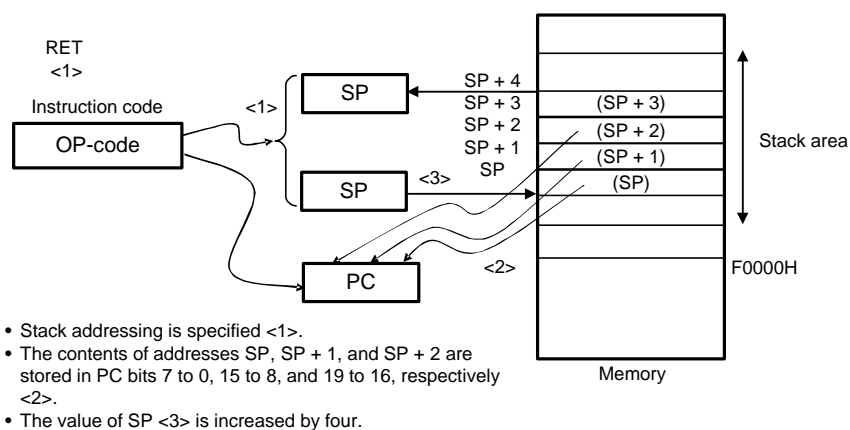 RET
<1>
Instruction code
OP-code
<1>
SP
SP
<3>
PC
<2>
SP + 4
SP + 3
SP + 2
SP + 1
SP
(SP + 3)
(SP + 2)
(SP + 1)
(SP)
Stack area
F0000H
Memory
• Stack addressing is specified <1>.
• The contents of addresses SP, SP + 1, and SP + 2 are
stored in PC bits 7 to 0, 15 to 8, and 19 to 16, respectively
<2>.
• The value of SP <3> is increased by four.